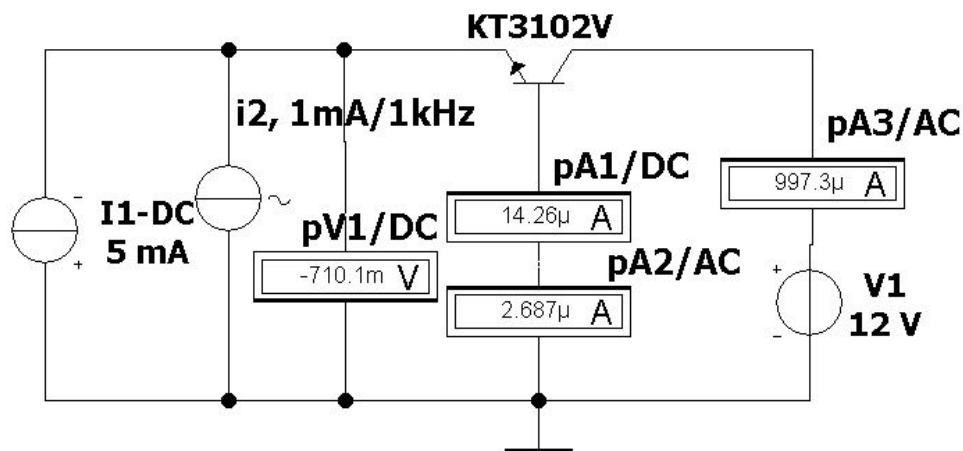 KT3102V
i2, 1mA/1kHz
pA3/AC
997.3µ A
pA1/DC
14.26µ A
-
I1-DC
5 mA
+
~
pV1/DC
-710.1m V
pA2/AC
2.687µ A
+
V1
12 V
-